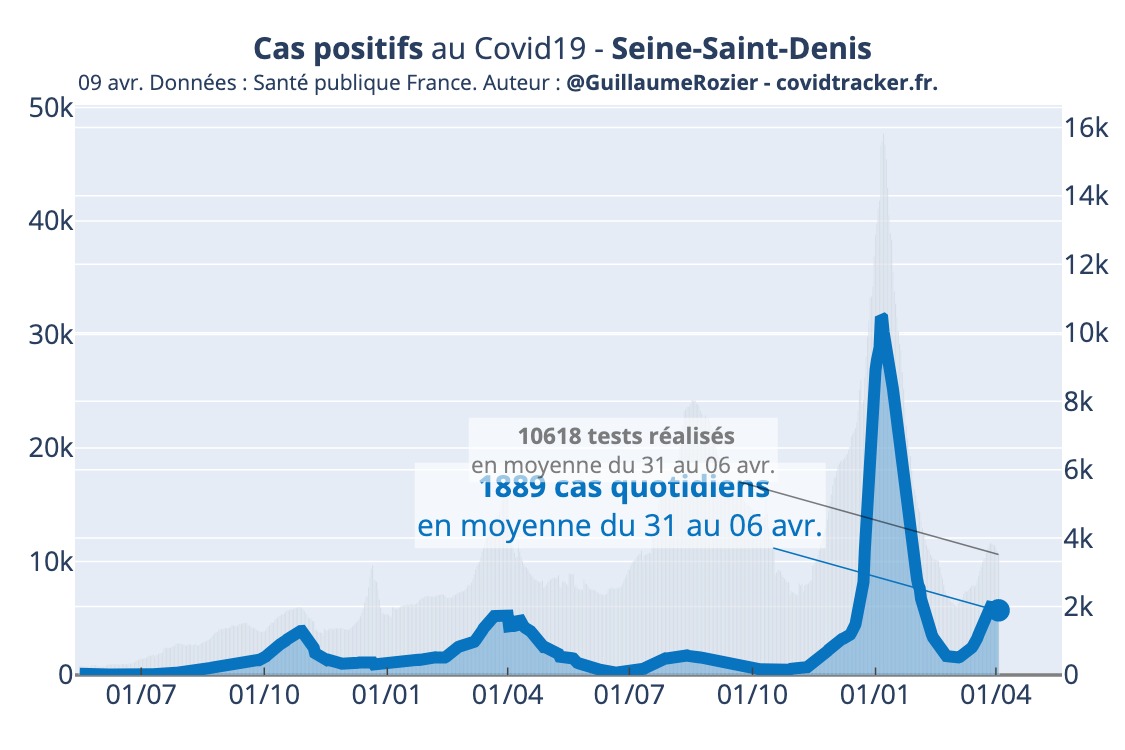 Cas positifs au Covid19 - Seine-Saint-Denis
09 avr. Données : Santé publique France. Auteur : @GuillaumeRozier - covidtracker.fr.
50k
40k
30k
20k
10k
0
16k
14k
12k
10k
8k
6k
4k
2k
0
10618 tests réalisés
en moyenne du 31 au 06 avr.
1889 cas quotidiens
en moyenne du 31 au 06 avr.
01/07 01/10 01/01 01/04 01/07 01/10 01/01 01/04